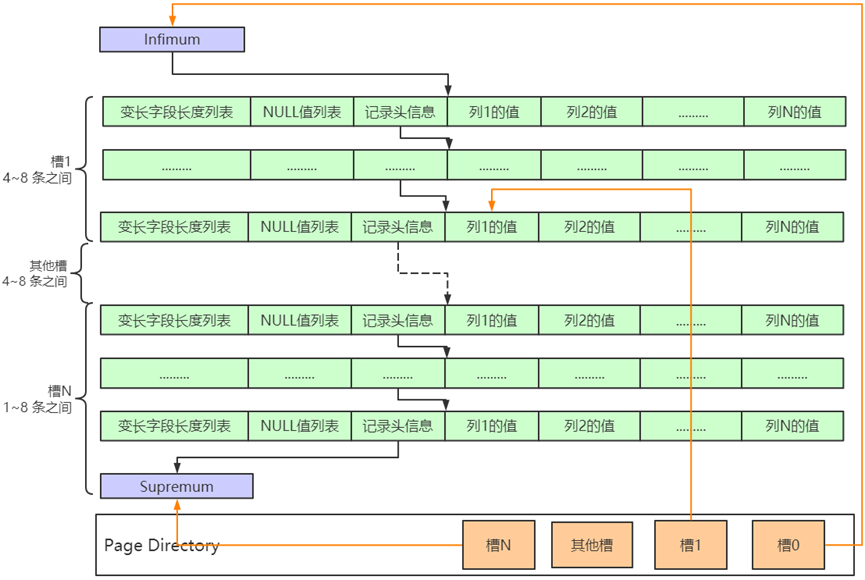 Infimum
变长字段长度列表 NULL值列表 记录头信息 列1的值 列2的值 ......... 列N的值
槽1
4~8 条之间
......... ......... ......... ......... ......... ......... .........
变长字段长度列表 NULL值列表 记录头信息 列1的值 列2的值 ......... 列N的值
其他槽
4~8 条之间
变长字段长度列表 NULL值列表 记录头信息 列1的值 列2的值 ......... 列N的值
......... ......... ......... ......... ......... ......... .........
槽N
1~8 条之间
变长字段长度列表 NULL值列表 记录头信息 列1的值 列2的值 ......... 列N的值
Supremum
Page Directory 槽N 其他槽 槽1 槽0